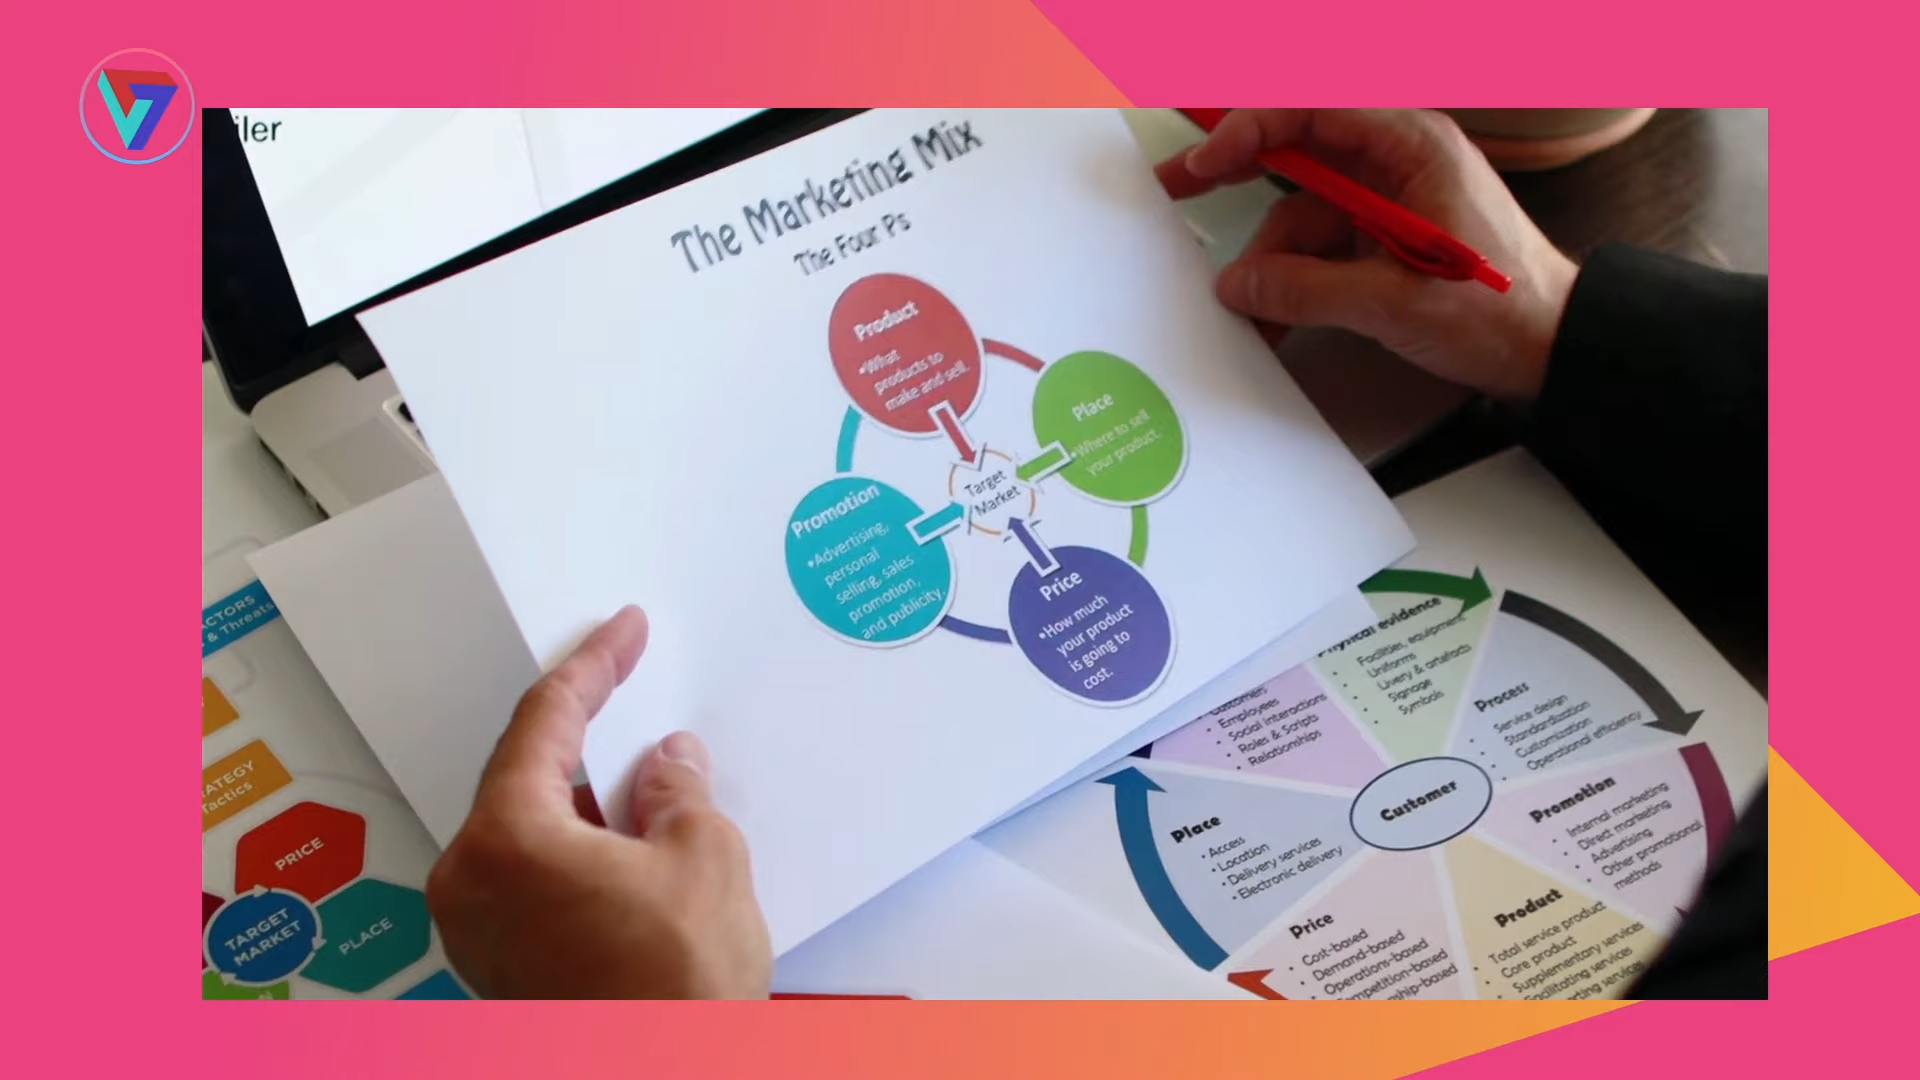 iler
The Marketing Mix
The Four Ps
Product
•What
products to
make and sell.
Place
•Where to sell
your product.
Target
Market
Promotion
•Advertising,
personal
selling, sales
promotion,
and publicity.
Price
•How much
your product
is going to
cost.
ACTORS
& Threats
ATEGY
Tactics
PRICE
TARGET
MARKET
PLACE
Physical evidence
• Facilities, equipment
• Uniforms
• Livery & artefacts
• Signage
• Symbols
Process
• Service design
• Standardization
• Customization
• Operational efficiency
• Employees
• Social interactions
• Roles & Scripts
• Relationships
Customer
Promotion
• Internal marketing
• Direct marketing
• Advertising
• Other promotional
methods
Place
• Access
• Location
• Delivery services
• Electronic delivery
Price
• Cost-based
• Demand-based
• Operations-based
mpetition-based
ship-based
Product
• Total service product
• Core product
• Supplementary services
services